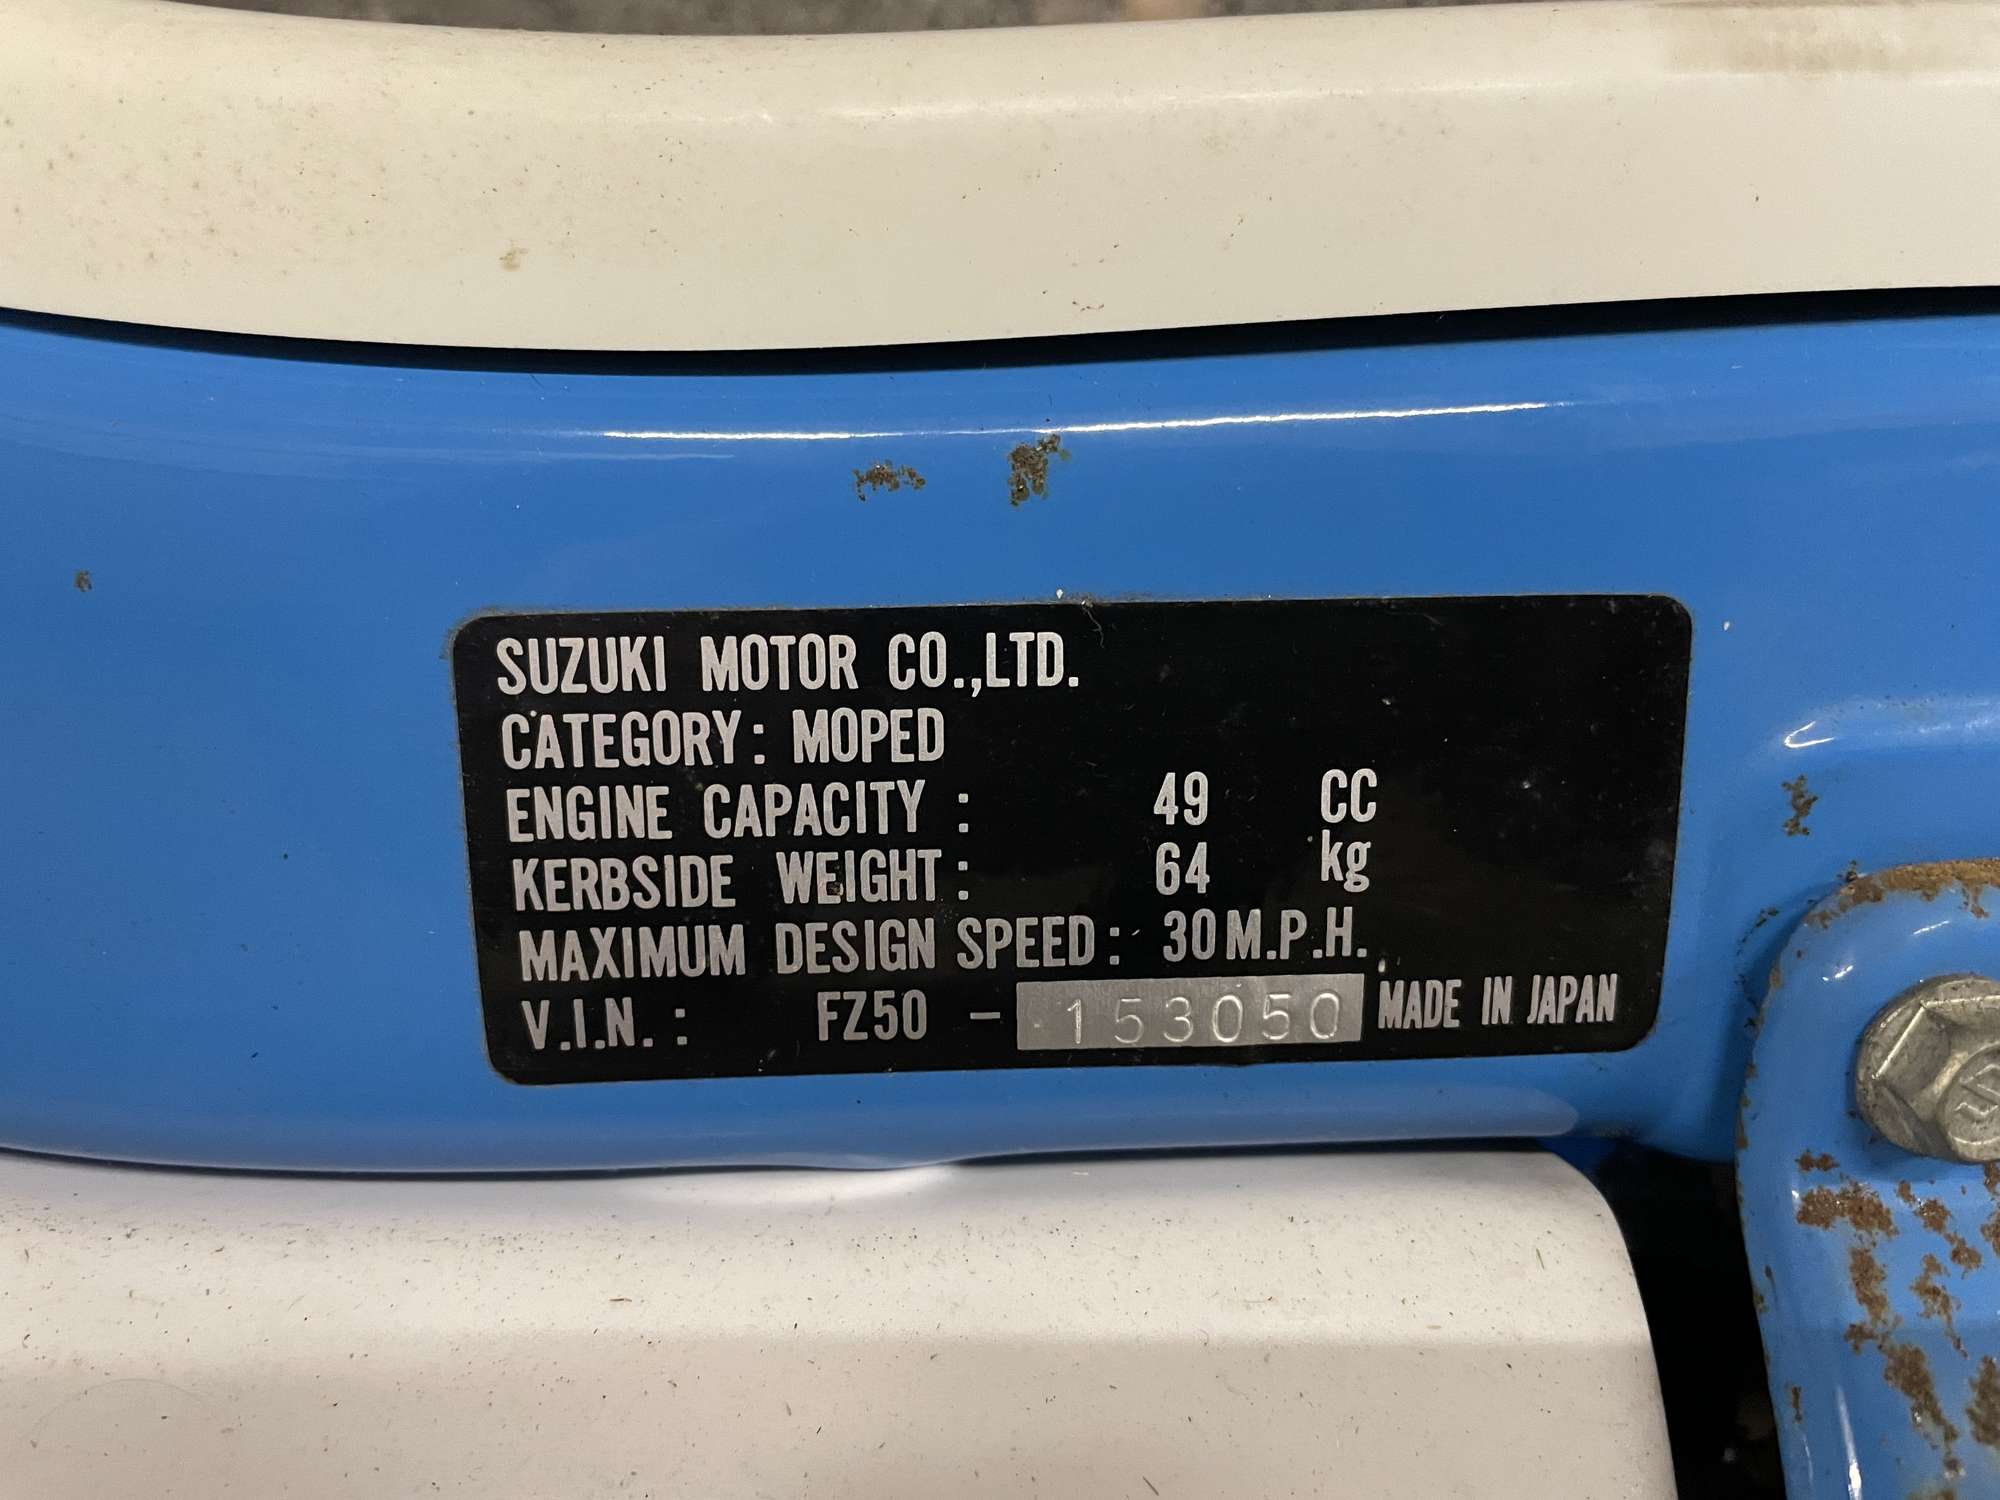 SUZUKI MOTOR CO.,LTD.
CATEGORY: MOPED
ENGINE CAPACITY : 49 CC
KERBSIDE WEIGHT: 64 kg
MAXIMUM DESIGN SPEED: 30 M.P.H.
V.I.N. : FZ50 - 153050 MADE IN JAPAN